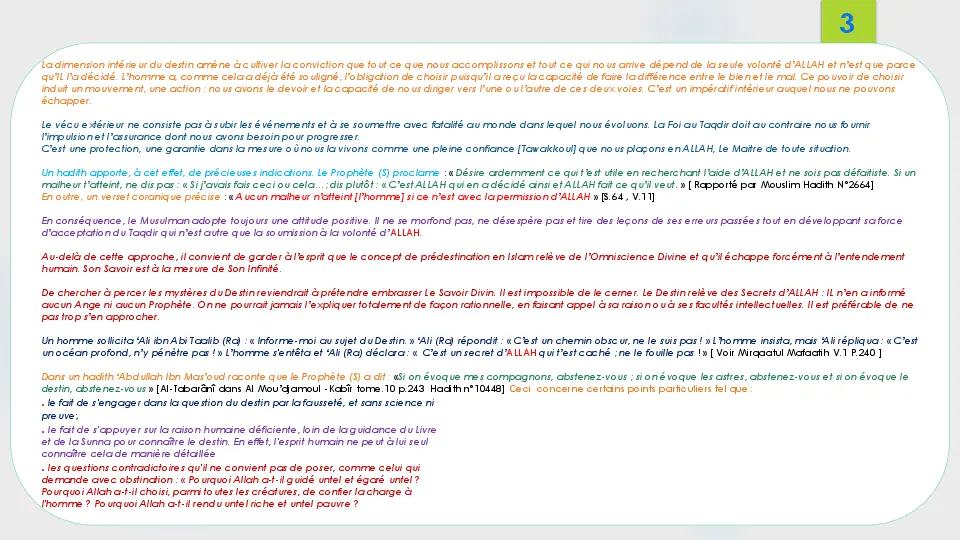 3
La dimension intérieur du destin amène à cultiver la conviction que tout ce que nous accomplissons et tout ce qui nous arrive dépend de la seule volonté d'ALLAH et n'est que parce
qu'IL l'a décidé. L'homme a, comme cela a déjà été souligné, l'obligation de choisir puisqu'il a reçu la capacité de faire la différence entre le bien et le mal. Ce pouvoir de choisir
induit un mouvement, une action : nous avons le devoir et la capacité de nous diriger vers l'une ou l'autre de ces deux voies. C'est un impératif intérieur auquel nous ne pouvons
échapper.
Le vécu extérieur ne consiste pas à subir les événements et à se soumettre avec fatalité au monde dans lequel nous évoluons. La Foi au Taqdir doit au contraire nous fournir
l'impulsion et l'assurance dont nous avons besoin pour progresser.
C'est une protection, une garantie dans la mesure où nous la vivons comme une pleine confiance [Tawakkoul] que nous plaçons en ALLAH, Le Maitre de toute situation.
Un hadith apporte, à cet effet, de précieuses indications. Le Prophète (S) proclame : « Désire ardemment ce qui t'est utile en recherchant l'aide d'ALLAH et ne sois pas défaitiste. Si un
malheur t'atteint, ne dis pas : « Si j'avais fais ceci ou cela…; dis plutôt : « C'est ALLAH qui en a décidé ainsi et ALLAH fait ce qu'il veut. » [ Rapporté par Mouslim Hadith N°2664]
En outre, un verset coranique précise : « Aucun malheur n'atteint [l'homme] si ce n'est avec la permission d'ALLAH » [S.64 , V.11]
En conséquence, le Musulman adopte toujours une attitude positive. Il ne se morfond pas, ne désespère pas et tire des leçons de ses erreurs passées tout en développant sa force
d'acceptation du Taqdir qui n'est autre que la soumission à la volonté d'ALLAH.
Au-delà de cette approche, il convient de garder à l'esprit que le concept de prédestination en Islam relève de l'Omniscience Divine et qu'il échappe forcément à l'entendement
humain. Son Savoir est à la mesure de Son Infinité.
De chercher à percer les mystères du Destin reviendrait à prétendre embrasser Le Savoir Divin. Il est impossible de le cerner. Le Destin relève des Secrets d'ALLAH : IL n'en a informé
aucun Ange ni aucun Prophète. On ne pourrait jamais l'expliquer totalement de façon rationnelle, en faisant appel à sa raison ou à ses facultés intellectuelles. Il est préférable de ne
pas trop s'en approcher.
Un homme sollicita 'Ali ibn Abi Taalib (Ra) : « Informe-moi au sujet du Destin. » 'Ali (Ra) répondit : « C'est un chemin obscur, ne le suis pas ! » L'homme insista, mais 'Ali répliqua : « C'est
un océan profond, n'y pénètre pas ! » L'homme s'entêta et 'Ali (Ra) déclara : « C'est un secret d'ALLAH qui t'est caché ; ne le fouille pas ! » [ Voir Mirqaatul Mafaatih V.1 P.240 ]
Dans un hadith 'Abdullah Ibn Mas'oud raconte que le Prophète (S) a dit : «Si on évoque mes compagnons, abstenez-vous ; si on évoque les astres, abstenez-vous et si on évoque le
destin, abstenez-vous » [Al-Tabarânî dans Al Mou'djamoul -Kabîr tome.10 p.243 Hadith n°10448] Ceci concerne certains points particuliers tel que :
. le fait de s'engager dans la question du destin par la fausseté, et sans science ni
preuve;
. le fait de s'appuyer sur la raison humaine déficiente, loin de la guidance du Livre
et de la Sunna pour connaître le destin. En effet, l'esprit humain ne peut à lui seul
connaître cela de manière détaillée
. les questions contradictoires qu'il ne convient pas de poser, comme celui qui
demande avec obstination : « Pourquoi Allah a-t-il guidé untel et égaré untel ?
Pourquoi Allah a-t-il choisi, parmi toutes les créatures, de confier la charge à
l'homme ? Pourquoi Allah a-t-il rendu untel riche et untel pauvre ?